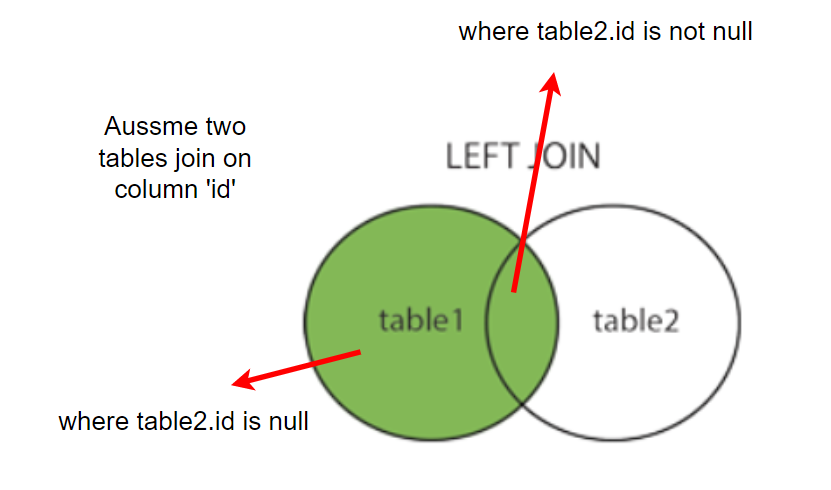 where table2.id is not null
Aussme two
tables join on
column 'id'
LEFT JOIN
table1
table2
where table2.id is null